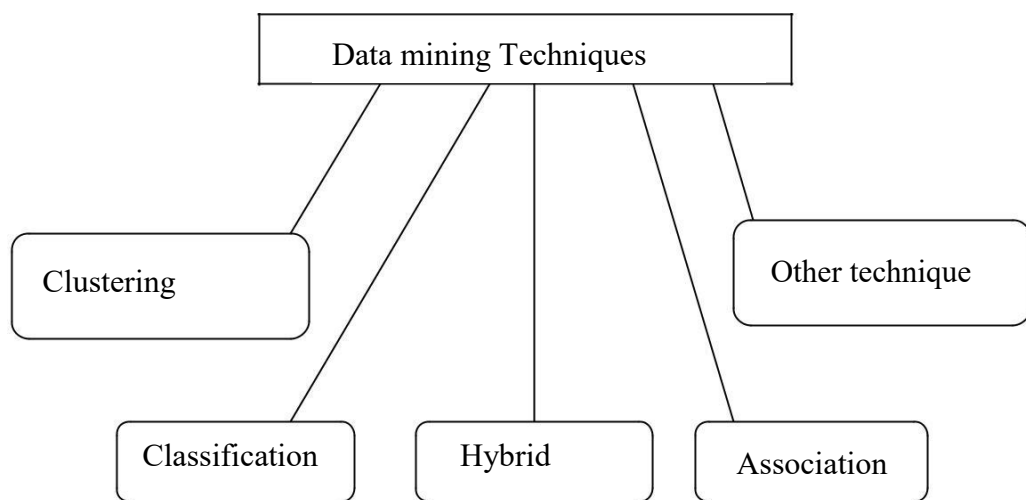 Data mining Techniques
Clustering
Other technique
Classification
Hybrid
Association